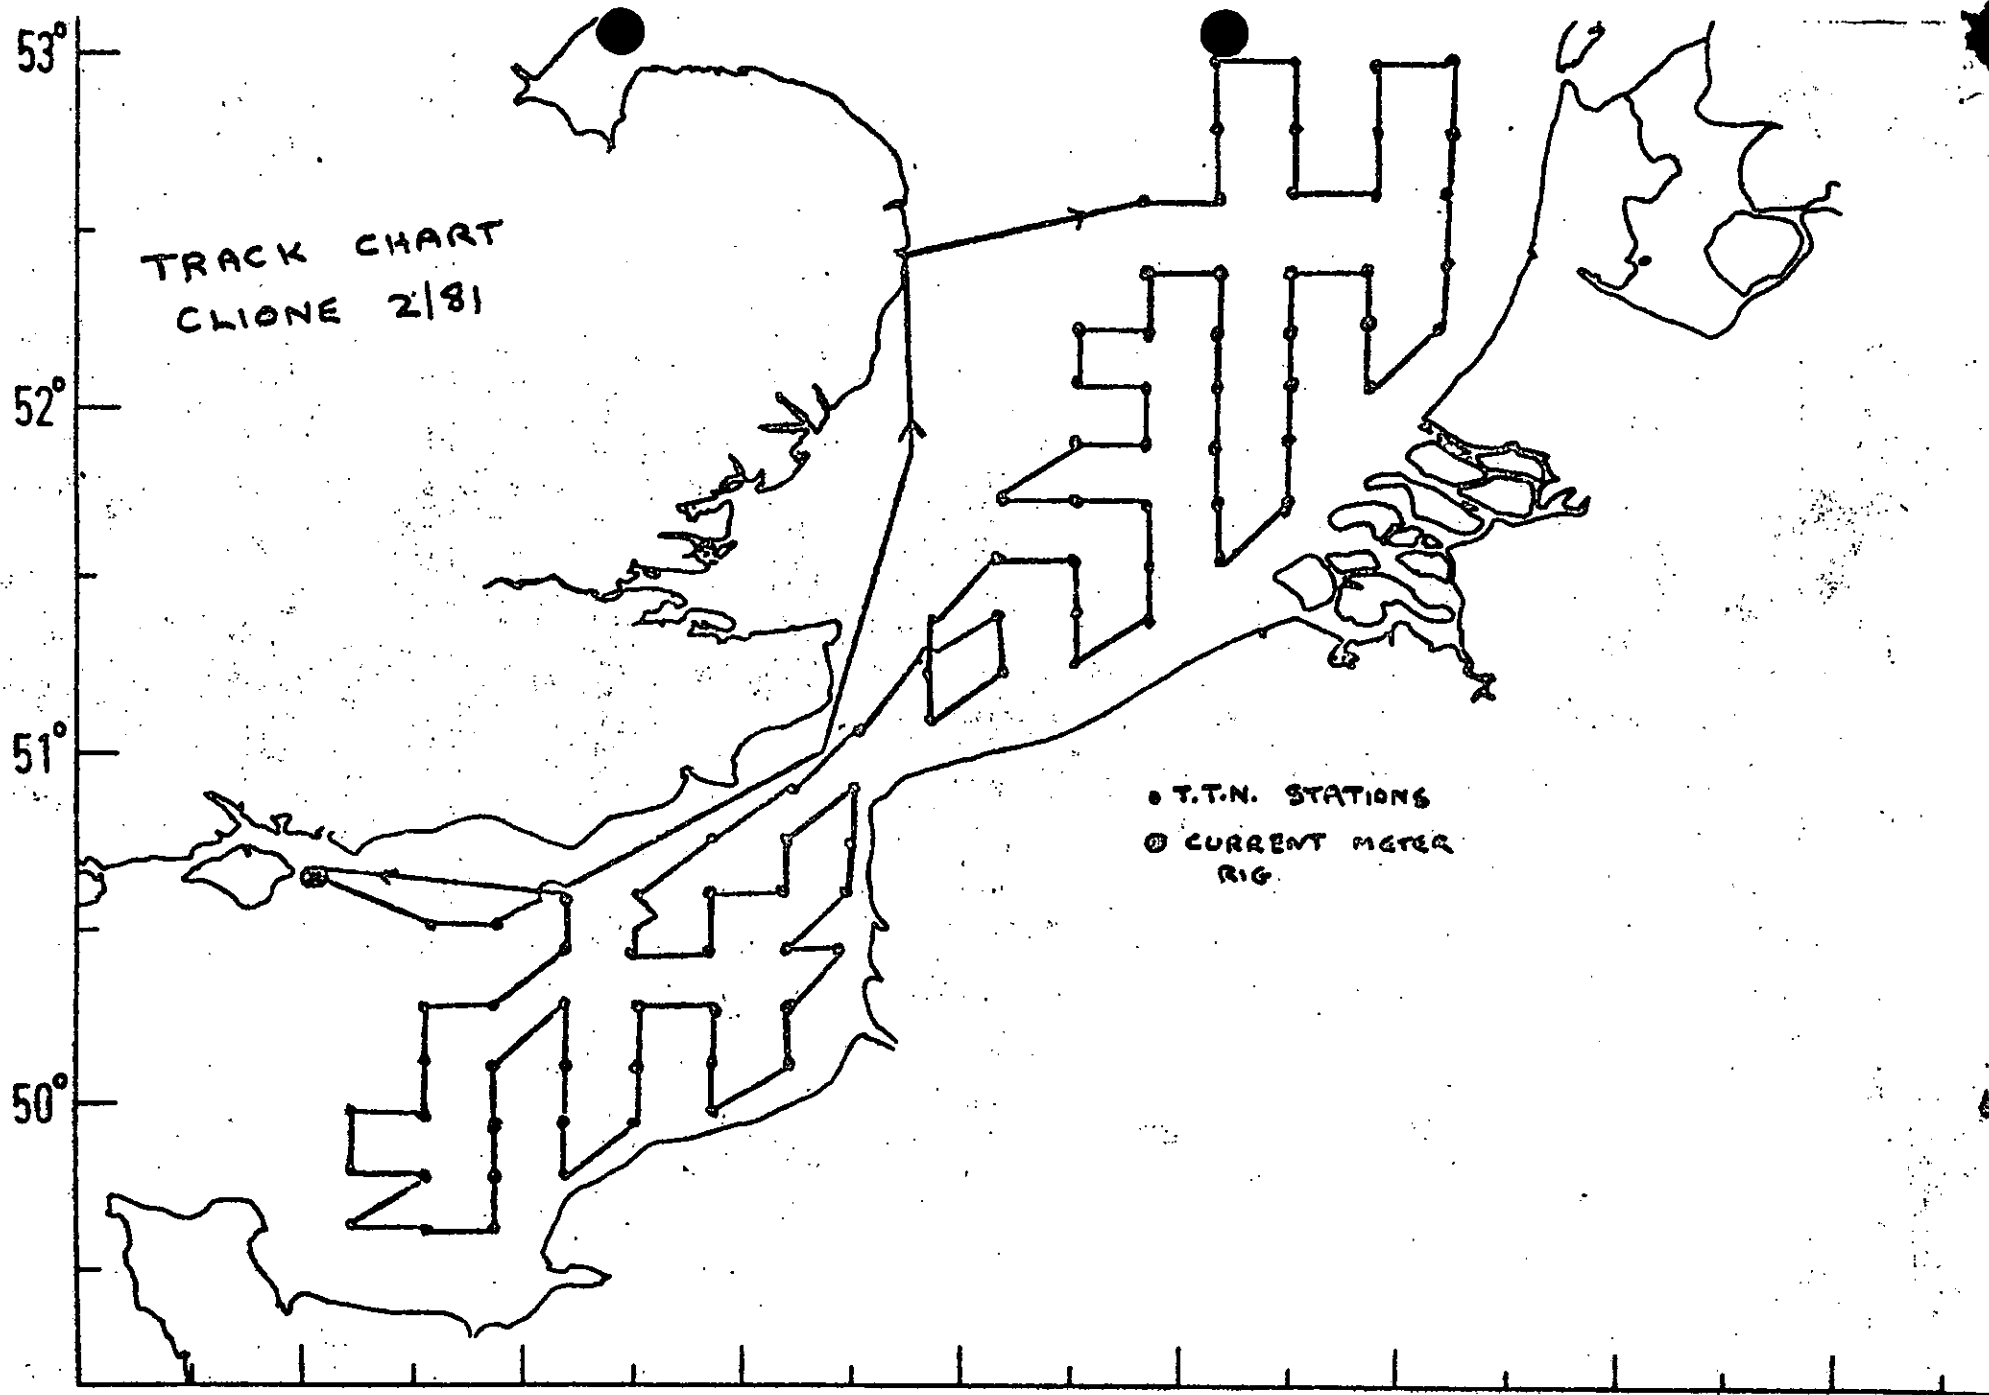 53°
TRACK CHART
CLIONE 2/81
52°
51°
T.T.N. STATIONS
CURRENT METER
RIG
50°